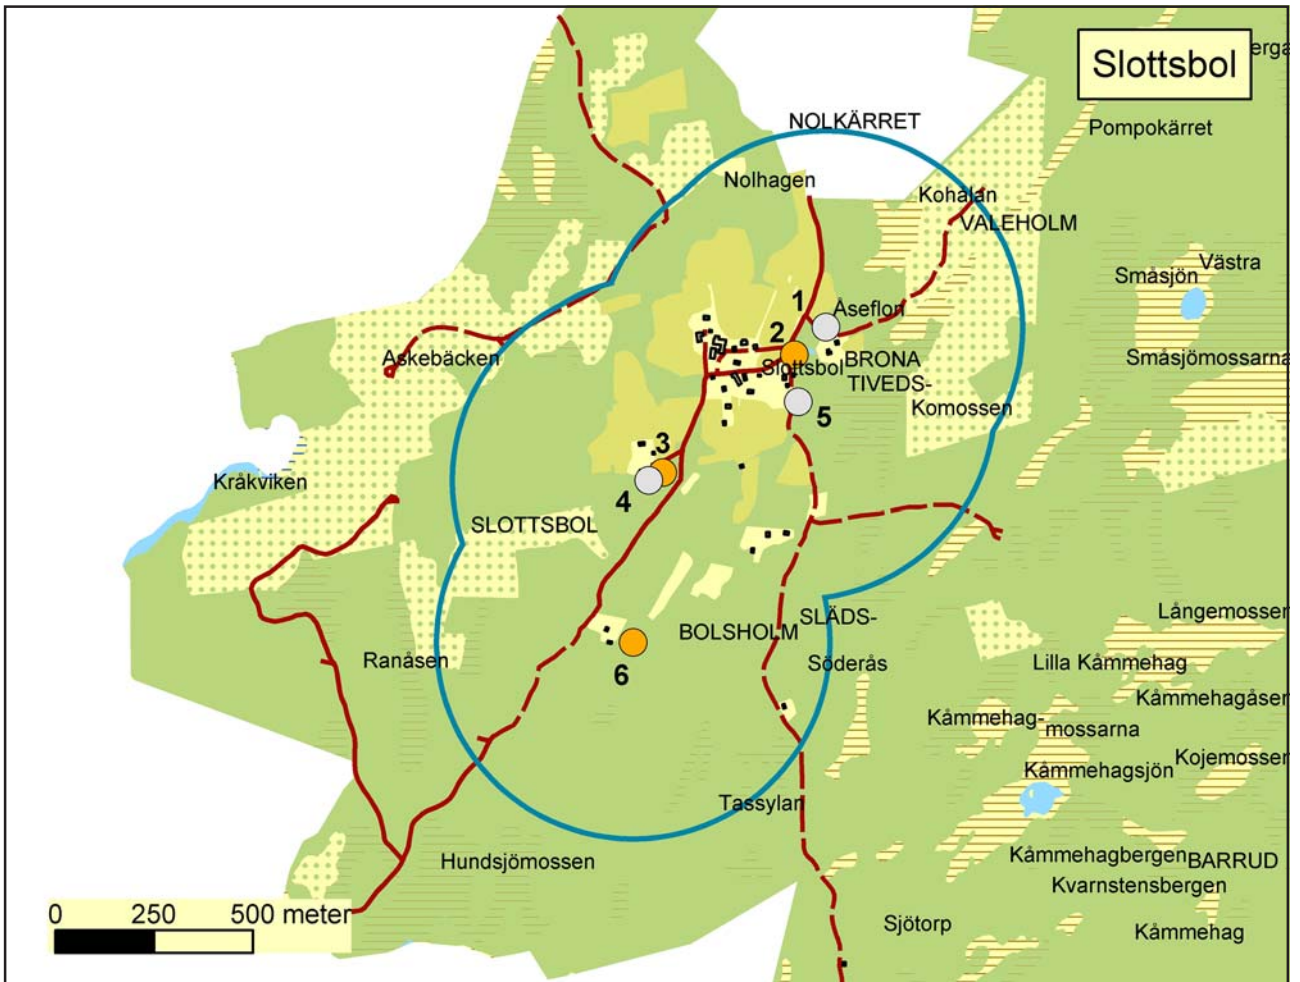 Slottsbol
erga
NOLKÄRRET
Pompokärret
Nolhagen
Kohalan
VALEHOLM
Västra
Småsjön
1
Åseflon
2
BRONA
Småsjömossarna
Askebäcken
Slottsbol
TIVEDS-
Komossen
5
3
Kråkviken
4
SLOTTSBOL
Långemossen
SLÄDS-
BOLSHOLM
Ranåsen
Söderås
Lilla Kåmmehag
6
Kåmmehagåsen
Kåmmehag-
mossarna
Kojemossen
Kåmmehagsjön
Tassylan
Hundsjömossen
Kåmmehagbergen
BARRUD
Kvarnstensbergen
0 250 500 meter
Sjötorp
Kåmmehag